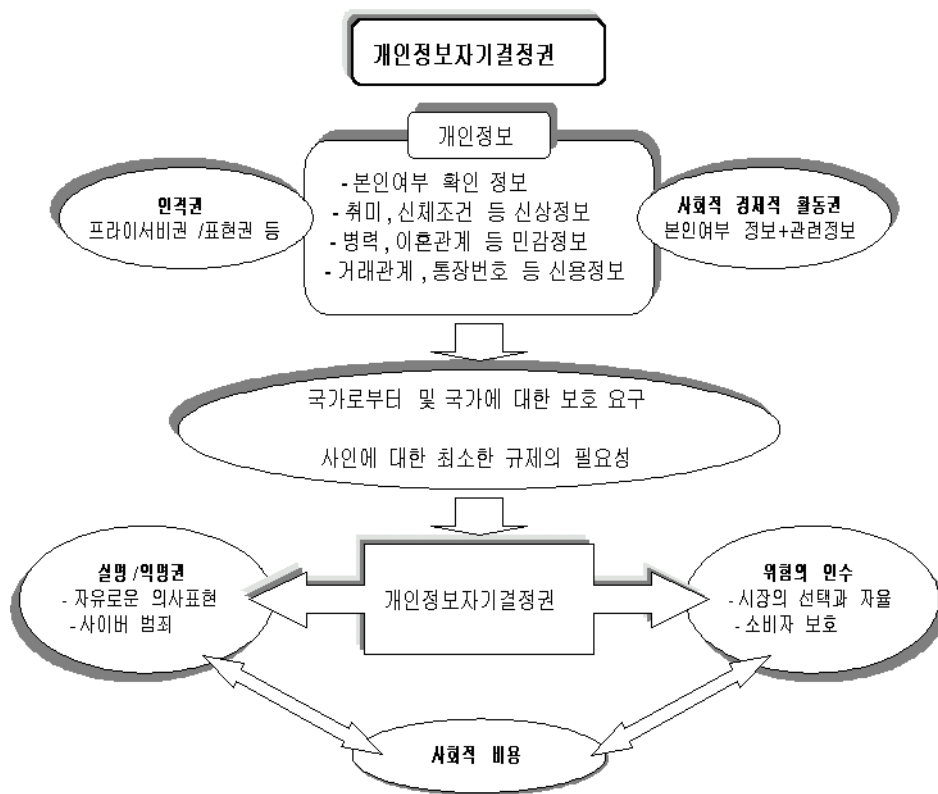 개인정보자기결정권
개인정보
- 본인여부 확인 정보
- 취미, 신체조건 등 신상정보
- 병력, 이혼관계 등 민감정보
- 거래관계, 통장번호 등 신용정보
인격권
프라이서비권 /표현권 등
사회적 경제적 활동권
본인여부 정보+관련정보
국가로부터 및 국가에 대한 보호 요구
사인에 대한 최소한 규제의 필요성
실명/익명권
- 자유로운 의사표현
- 사이버 범죄
개인정보자기결정권
위험의 인수
- 시장의 선택과 자율
- 소비자 보호
사회적 비용